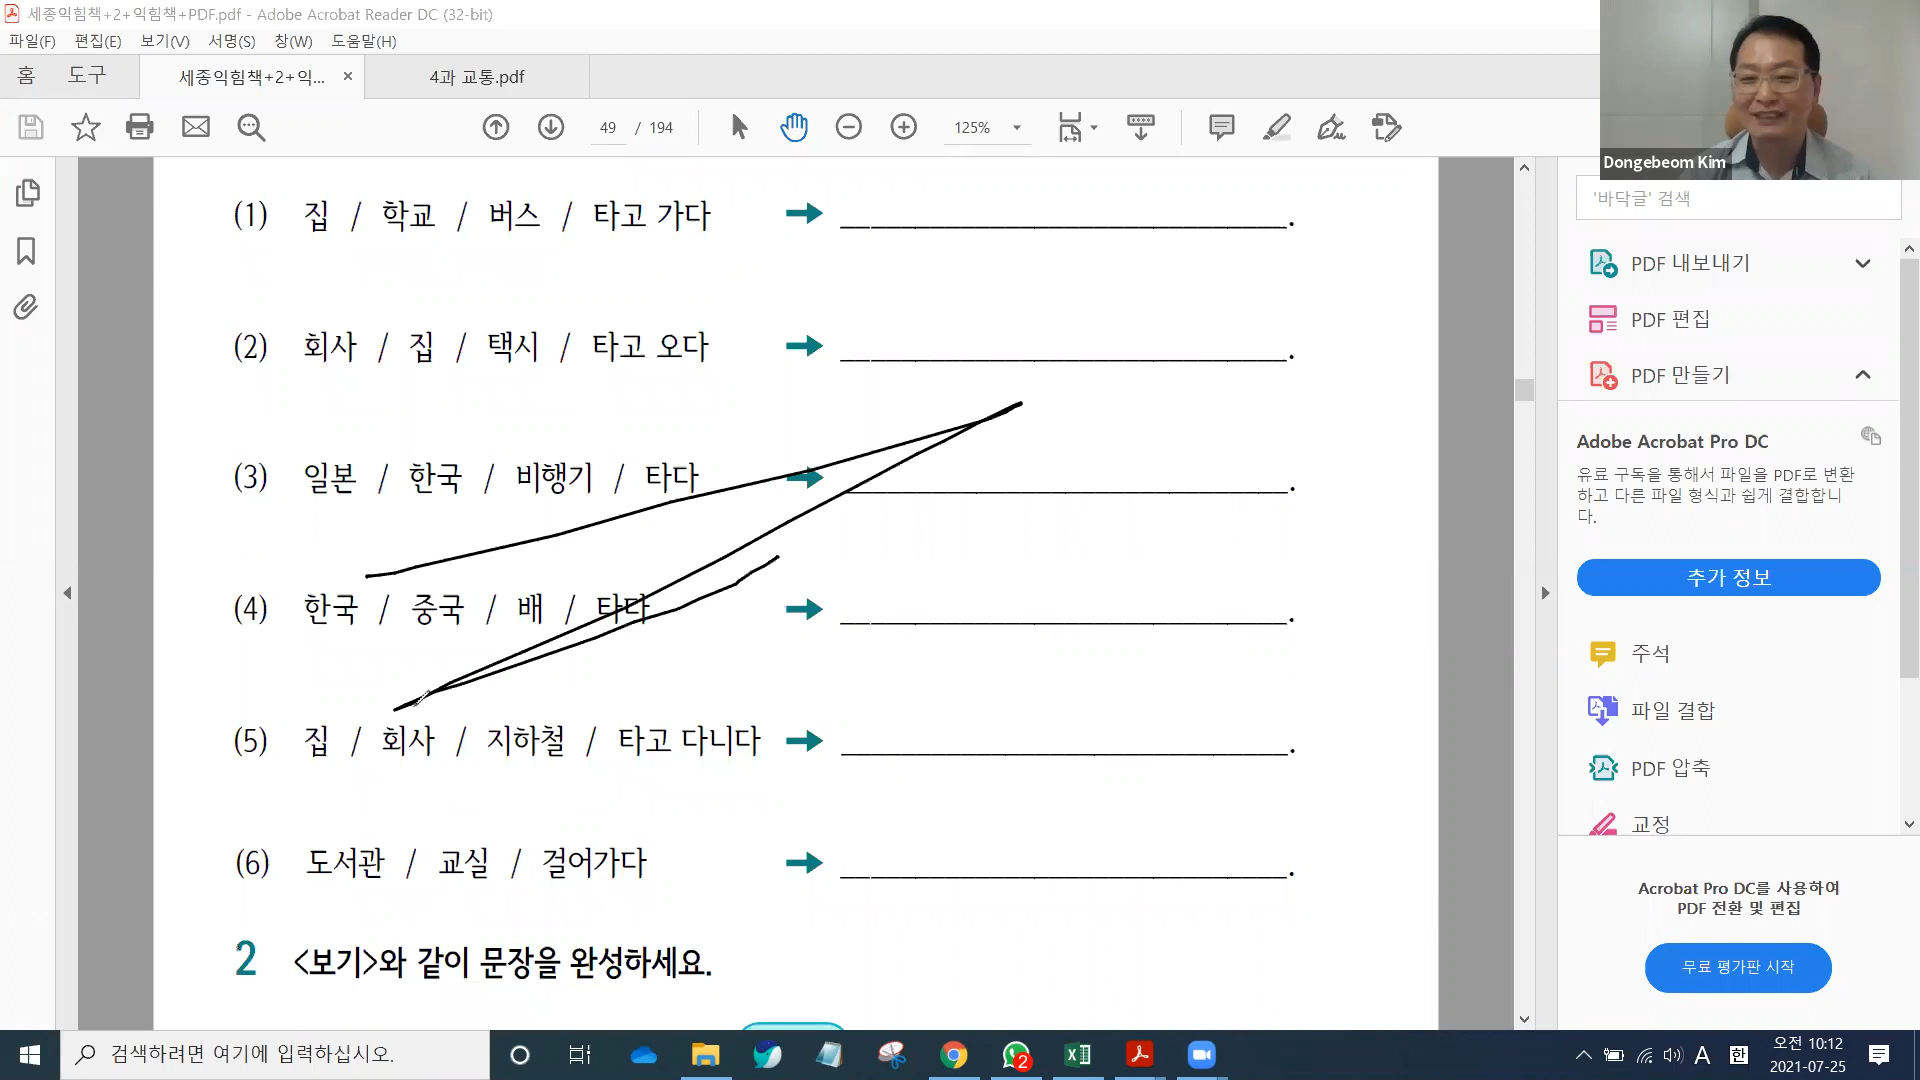 세종익힘책+2+익힘책+PDF.pdf - Adobe Acrobat Reader DC (32-bit)
파일(F) 편집(E) 보기(V) 서명(S) 창(W) 도움말(H)
홈 도구 세종익힘책+2+익... × 4과 교통.pdf
49 / 194 125%
Dongebeom Kim
'바닥글' 검색
(1) 집 / 학교 / 버스 / 타고 가다 ➡ ______________.
(2) 회사 / 집 / 택시 / 타고 오다 ➡ ______________.
(3) 일본 / 한국 / 비행기 / 타다 ➡ ______________.
(4) 한국 / 중국 / 배 / 타다 ➡ ______________.
(5) 집 / 회사 / 지하철 / 타고 다니다 ➡ ______________.
(6) 도서관 / 교실 / 걸어가다 ➡ ______________.
2 <보기>와 같이 문장을 완성하세요.
PDF 내보내기
PDF 편집
PDF 만들기
Adobe Acrobat Pro DC
유료 구독을 통해서 파일을 PDF로 변환
하고 다른 파일 형식과 쉽게 결합합니
다.
추가 정보
주석
파일 결합
PDF 압축
교정
Acrobat Pro DC를 사용하여
PDF 전환 및 편집
무료 평가판 시작
검색하려면 여기에 입력하십시오.
2
A 한
오전 10:12
2021-07-25